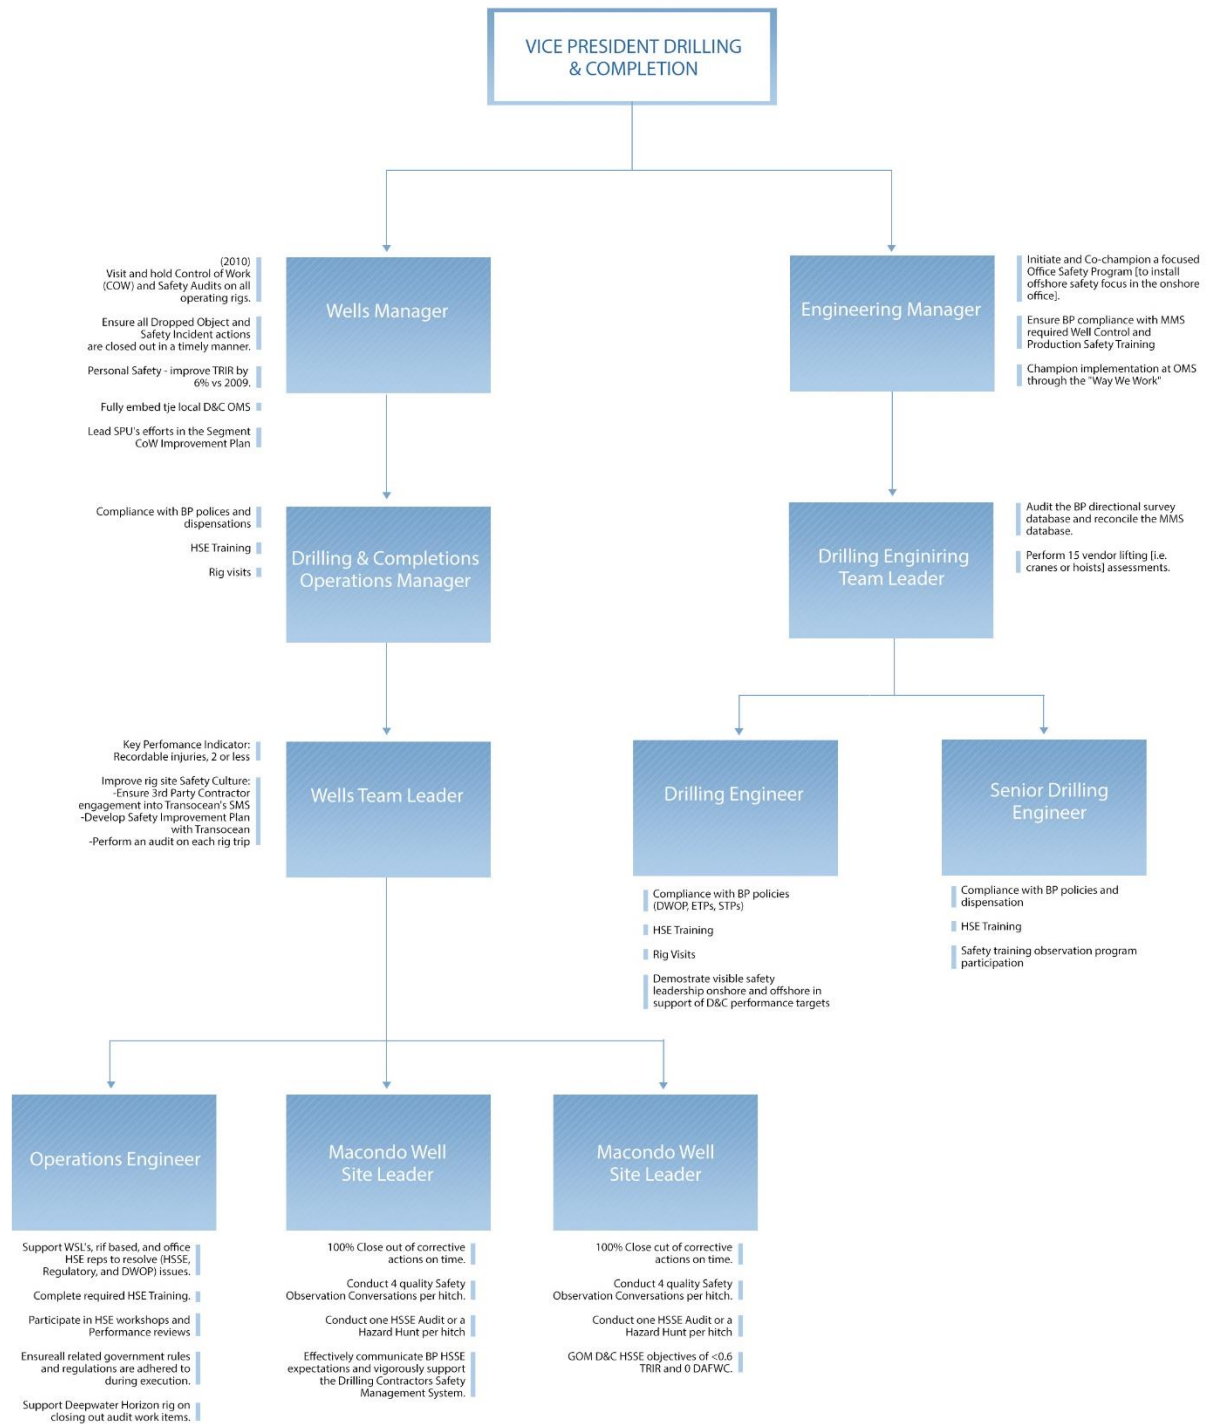 VICE PRESIDENT DRILLING
& COMPLETION
(2010)
Visit and hold Control of Work
(COW) and Safety Audits on all
operating rigs.
Ensure all Dropped Object and
Safety Incident actions
are closed out in a timely manner.
Personal Safety - improve TRIR by
6% vs 2009.
Fully embed tje local D&C OMS
Lead SPU's efforts in the Segment
CoW Improvement Plan
Wells Manager
Engineering Manager
Initiate and Co-champion a focused
Office Safety Program [to install
offshore safety focus in the onshore
office].
Ensure BP compliance with MMS
required Well Control and
Production Safety Training
Champion implementation at OMS
through the "Way We Work"
Compliance with BP polices and
dispensations
HSE Training
Rig visits
Drilling & Completions
Operations Manager
Drilling Enginiring
Team Leader
Audit the BP directional survey
database and reconcile the MMS
database.
Perform 15 vendor lifting [i.e.
cranes or hoists] assessments.
Key Perfomance Indicator:
Recordable injuries, 2 or less
Improve rig site Safety Culture:
-Ensure 3rd Party Contractor
engagement into Transocean's SMS
-Develop Safety Improvement Plan
with Transocean
-Perform an audit on each rig trip
Wells Team Leader
Drilling Engineer
Senior Drilling
Engineer
Compliance with BP policies
(DWOP, ETPs, STPs)
HSE Training
Rig Visits
Demostrate visible safety
leadership onshore and offshore in
support of D&C performance targets
Compliance with BP policies and
dispensation
HSE Training
Safety training observation program
participation
Operations Engineer
Macondo Well
Site Leader
Macondo Well
Site Leader
Support WSL's, rif based, and office
HSE reps to resolve (HSSE,
Regulatory, and DWOP) issues.
Complete required HSE Training.
Participate in HSE workshops and
Performance reviews
Ensureall related government rules
and regulations are adhered to
during execution.
Support Deepwater Horizon rig on
closing out audit work items.
100% Close out of corrective
actions on time.
Conduct 4 quality Safety
Observation Conversations per hitch.
Conduct one HSSE Audit or a
Hazard Hunt per hitch
Effectively communicate BP HSSE
expectations and vigorously support
the Drilling Contractors Safety
Management System.
100% Close cut of corrective
actions on time.
Conduct 4 quality Safety
Observation Conversations per hitch.
Conduct one HSSE Audit or a
Hazard Hunt per hitch
GOM D&C HSSE objectives of <0.6
TRIR and 0 DAFWC.